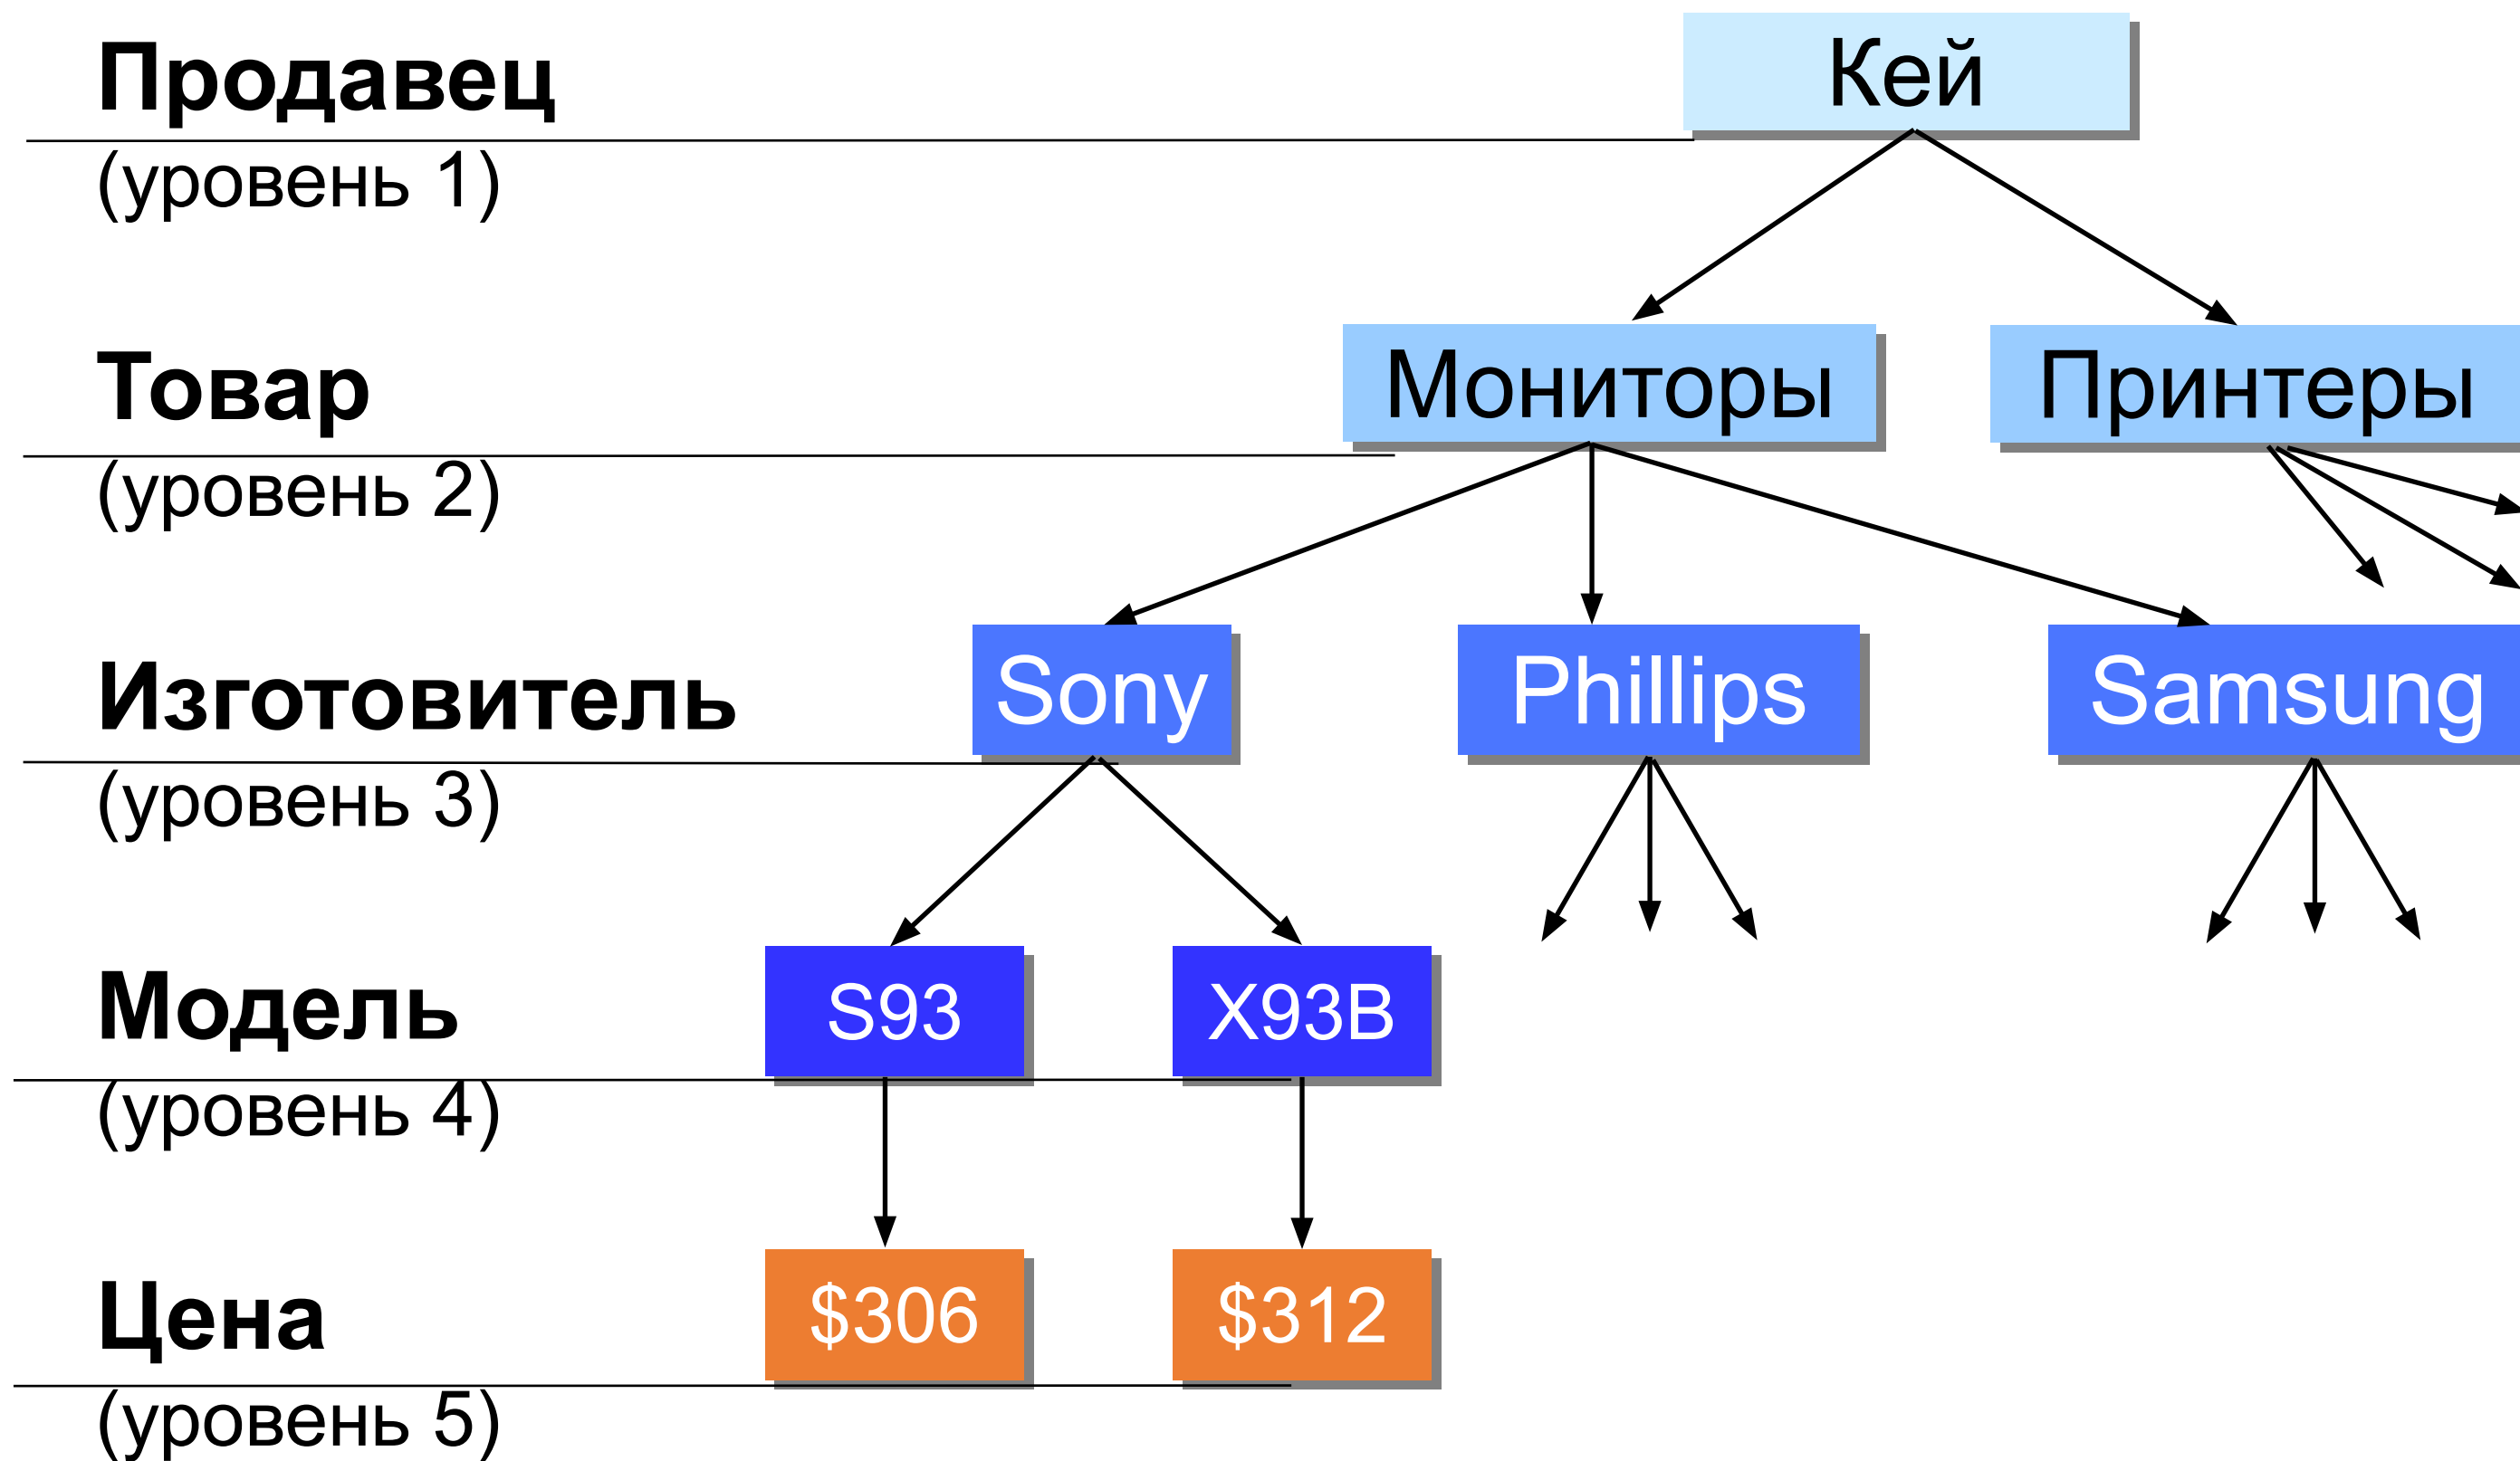 Продавец
(уровень 1)
Кей
Товар
(уровень 2)
Мониторы
Принтеры
Изготовитель
(уровень 3)
Sony
Phillips
Samsung
Модель
(уровень 4)
S93
X93B
Цена
(уровень 5)
$306
$312